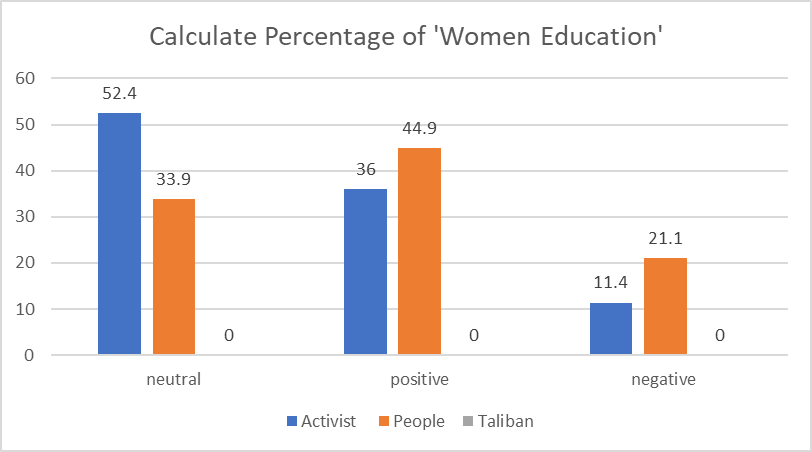 Calculate Percentage of 'Women Education'
60
50
40
30
20
10
0
52.4
33.9
0
36
44.9
0
11.4
21.1
0
neutral
positive
negative
Activist
People
Taliban